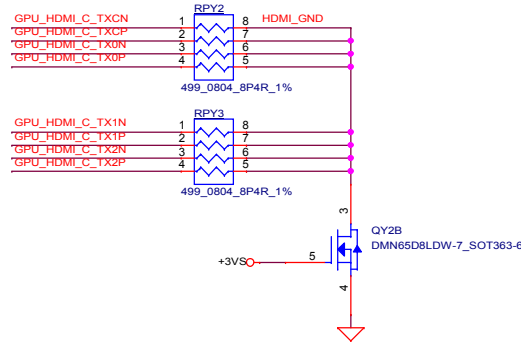 RPY2
GPU_HDMI_C_TXCN 1 8 HDMI_GND
GPU_HDMI_C_TXCP 2 7
GPU_HDMI_C_TX0N 3 6
GPU_HDMI_C_TX0P 4 5
499_0804_8P4R_1%
RPY3
GPU_HDMI_C_TX1N 1 8
GPU_HDMI_C_TX1P 2 7
GPU_HDMI_C_TX2N 3 6
GPU_HDMI_C_TX2P 4 5
499_0804_8P4R_1%
3
QY2B
DMN65D8LDW-7_SOT363-6
+3VS 5
4